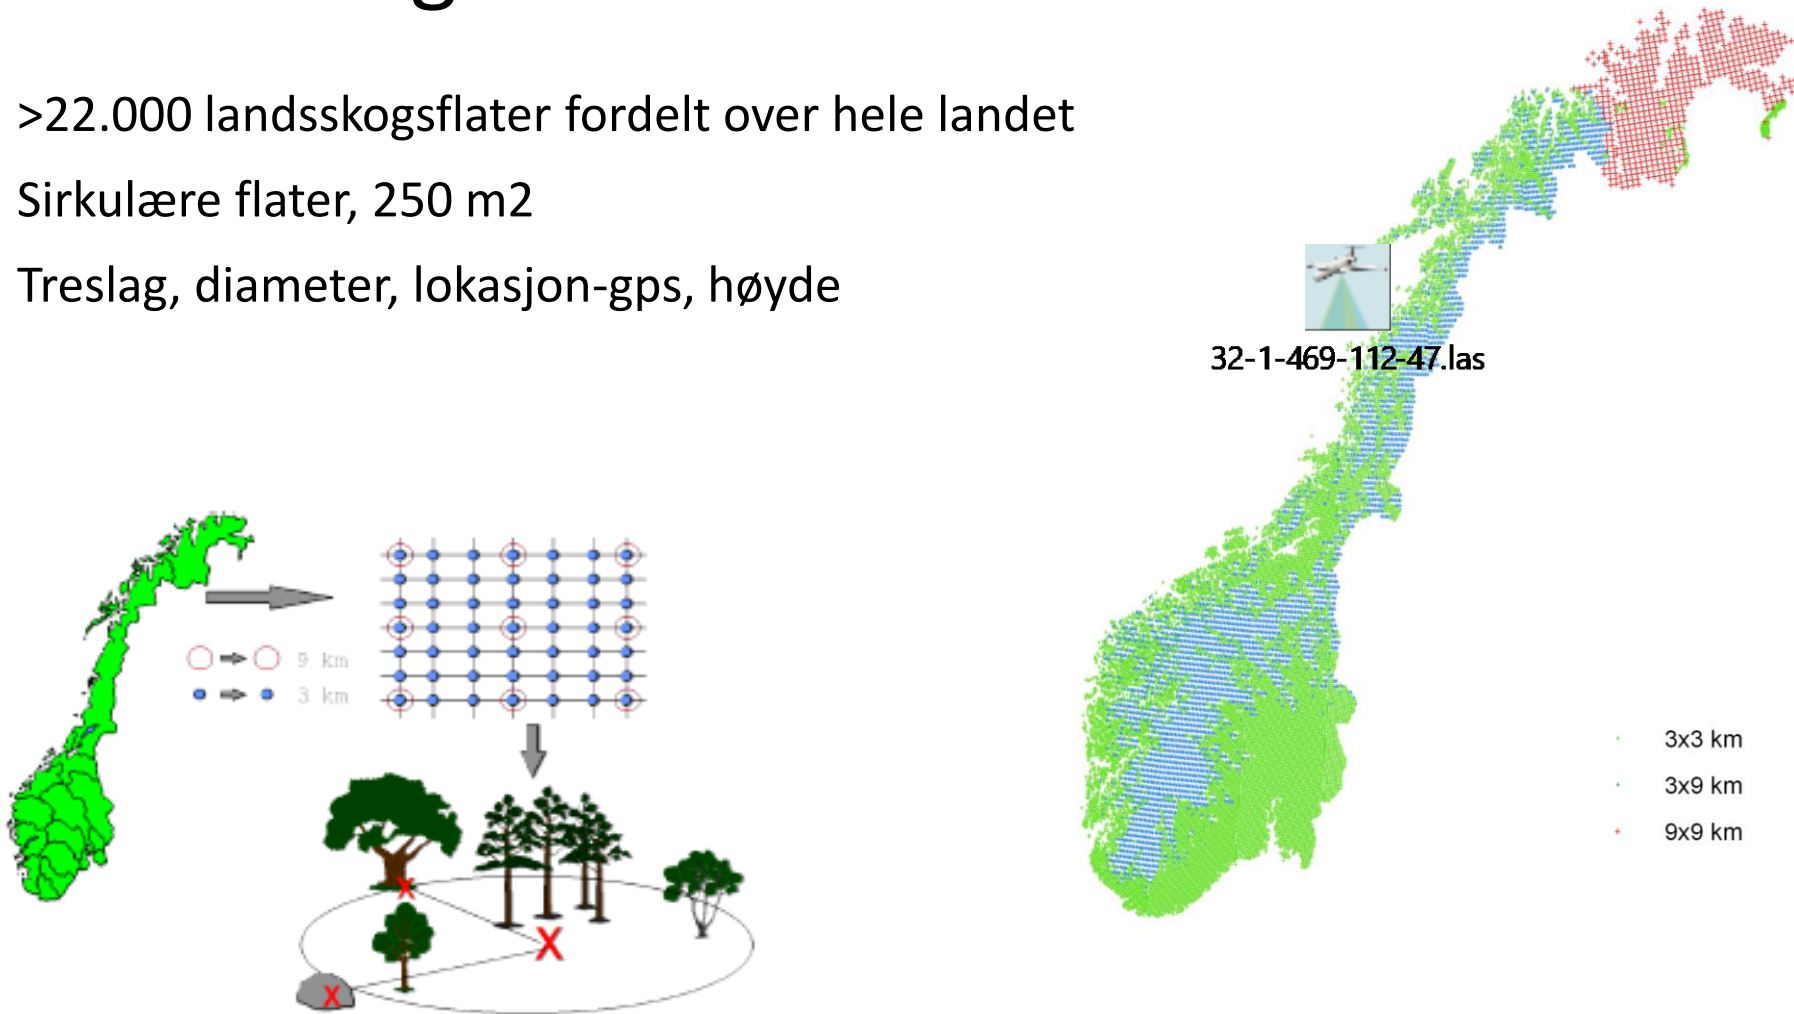 >22.000 landsskogsflater fordelt over hele landet
Sirkulære flater, 250 m2
Treslag, diameter, lokasjon-gps, høyde
32-1-469-112-47.las
9 km
3 km
X
X
X
3x3 km
3x9 km
9x9 km